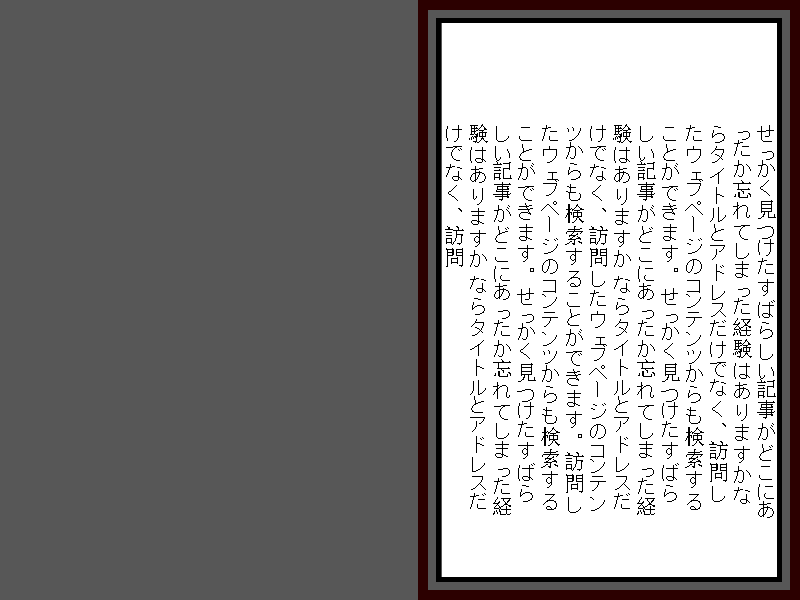 せっかく見つけたすばらしい記事がどこにあ
ったか忘れてしまった経験はありますかな
らタイトルとアドレスだけでなく、訪問し
たウェブページのコンテンツからも検索する
ことができます。せっかく見つけたすばら
しい記事がどこにあったか忘れてしまった経
験はありますか ならタイトルとアドレスだ
けでなく、訪問したウェブページのコンテン
ツからも検索することができます。訪問し
たウェブページのコンテンツからも検索する
ことができます。せっかく見つけたすばら
しい記事がどこにあったか忘れてしまった経
験はありますか ならタイトルとアドレスだ
けでなく、訪問